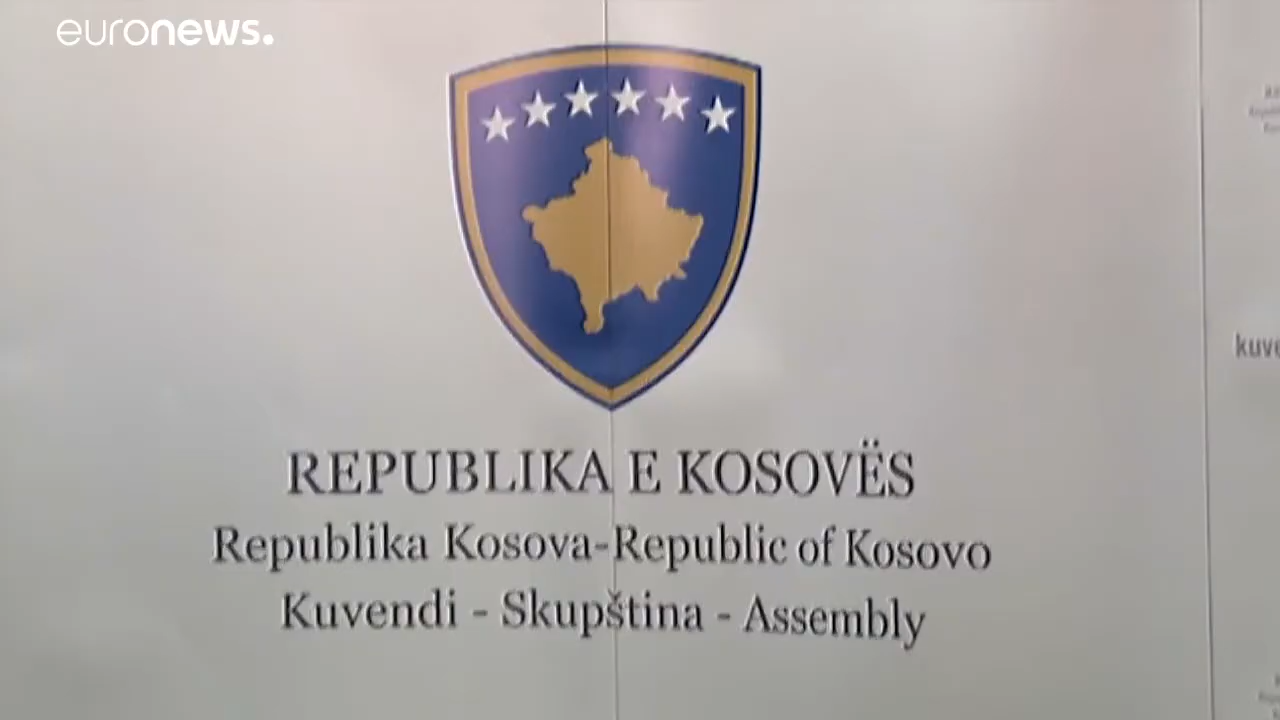 euronews.
REPUBLIKA E KOSOVËS
Republika Kosova-Republic of Kosovo
Kuvendi - Skupština - Assembly